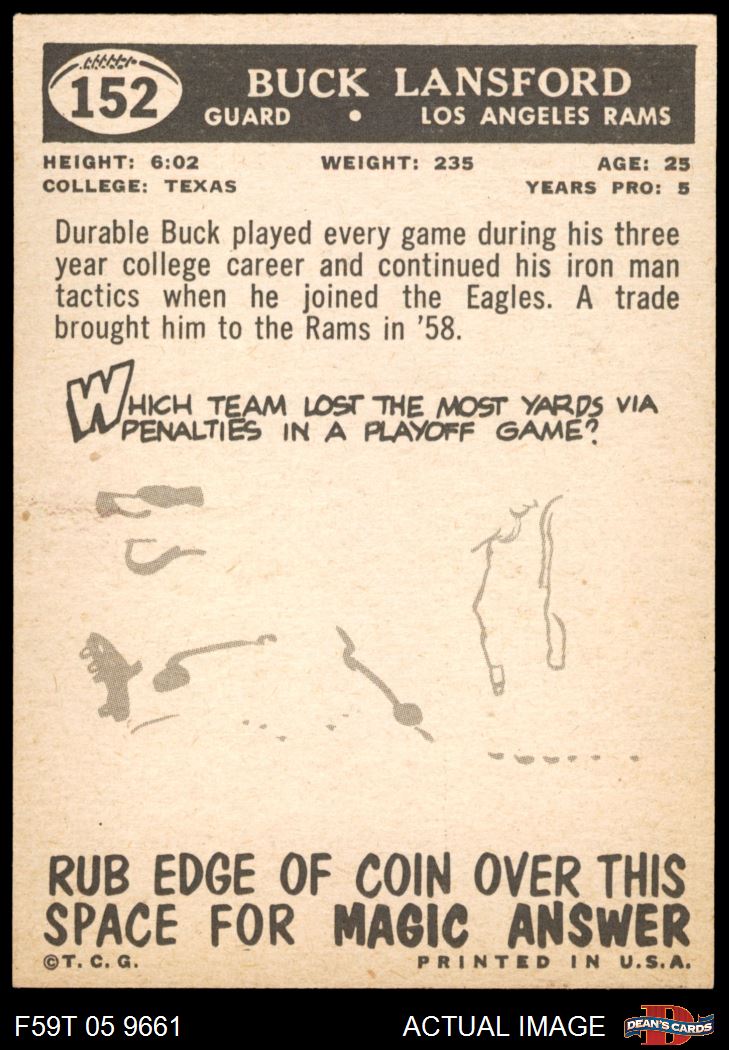 152
BUCK LANSFORD
GUARD • LOS ANGELES RAMS
HEIGHT: 6:02 WEIGHT: 235 AGE: 25
COLLEGE: TEXAS YEARS PRO: 5
Durable Buck played every game during his three
year college career and continued his iron man
tactics when he joined the Eagles. A trade
brought him to the Rams in '58.
WHICH TEAM LOST THE MOST YARDS VIA
PENALTIES IN A PLAYOFF GAME?
RUB EDGE OF COIN OVER THIS
SPACE FOR MAGIC ANSWER
©T. C. G. PRINTED IN U.S.A.
F59T 05 9661 ACTUAL IMAGE DEAN'S CARDS